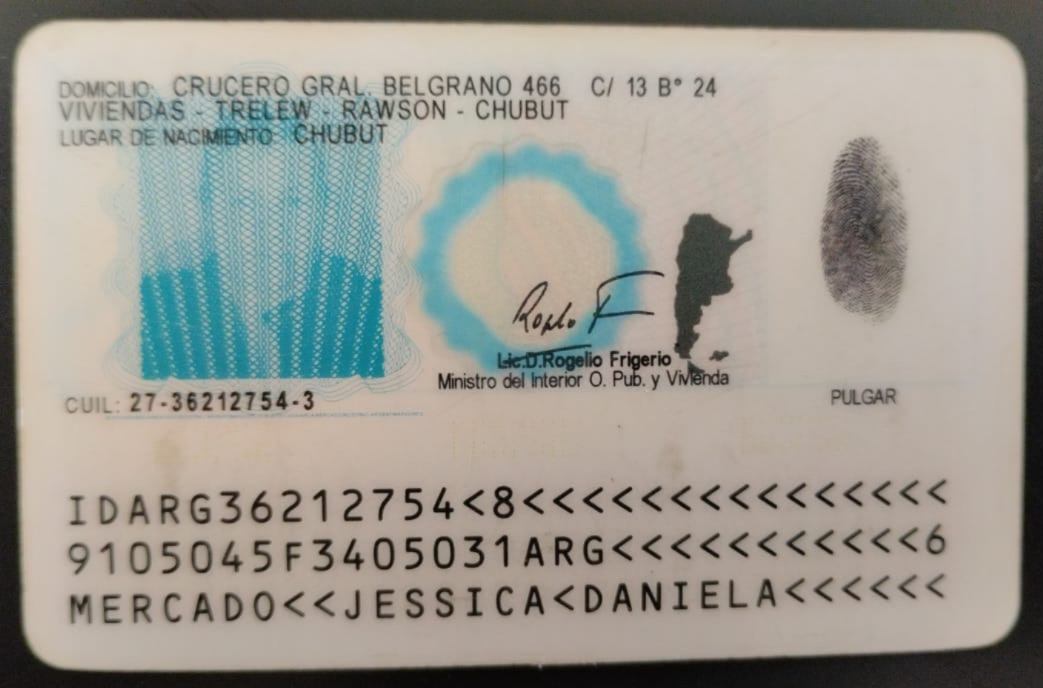 DOMICILIO: CRUCERO GRAL. BELGRANO 466 C/ 13 B° 24
VIVIENDAS - TRELEW - RAWSON - CHUBUT
LUGAR DE NACIMIENTO: CHUBUT
Lic.D.Rogelio Frigerio
Ministro del Interior O. Pub. y Vivienda
CUIL: 27-36212754-3
PULGAR
IDARG36212754<8<<<<<<<<<<<<<<<
9105045F3405031ARG<<<<<<<<<<<6
MERCADO<<JESSICA<DANIELA<<<<<<